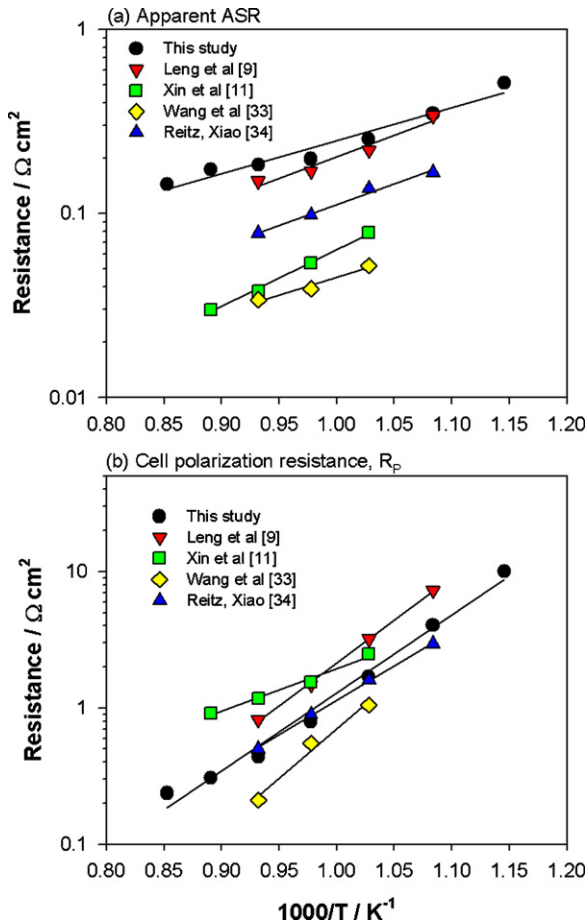 (a) Apparent ASR
1
0.1
0.01
Resistance / Ω cm²
This study
Leng et al [9]
Xin et al [11]
Wang et al [33]
Reitz, Xiao [34]
0.80 0.85 0.90 0.95 1.00 1.05 1.10 1.15 1.20
(b) Cell polarization resistance, R_P
10
1
0.1
Resistance / Ω cm²
This study
Leng et al [9]
Xin et al [11]
Wang et al [33]
Reitz, Xiao [34]
0.80 0.85 0.90 0.95 1.00 1.05 1.10 1.15 1.20
1000/T / K⁻¹